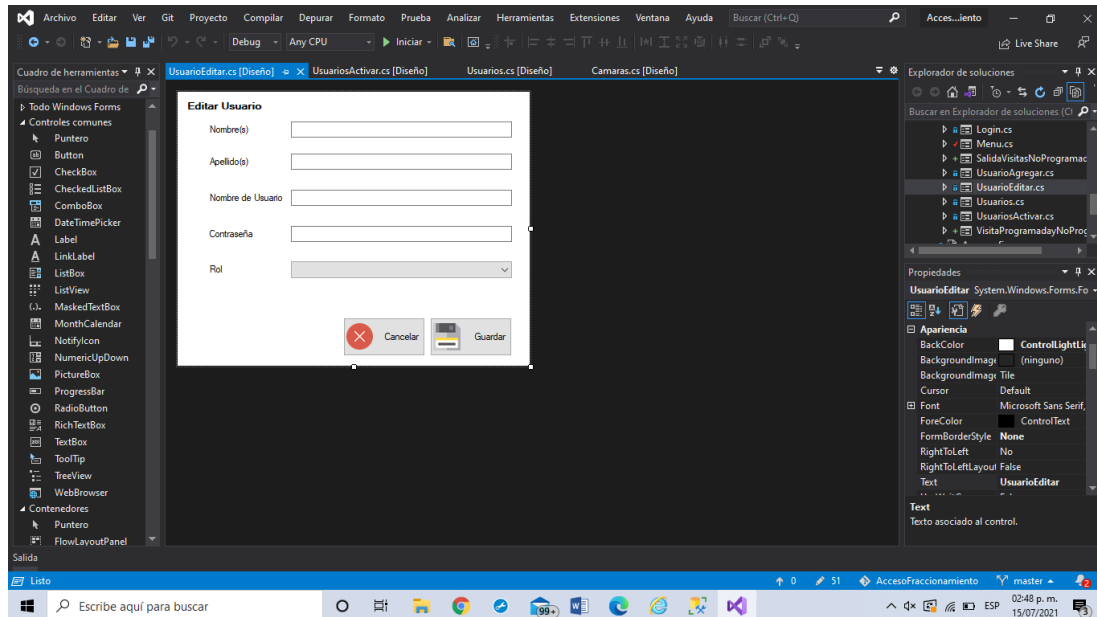 Archivo Editar Ver Git Proyecto Compilar Depurar Formato Prueba Analizar Herramientas Extensiones Ventana Ayuda Buscar (Ctrl+Q) Acces...iento
Debug Any CPU Iniciar Live Share
Cuadro de herramientas
Búsqueda en el Cuadro de
Todo Windows Forms
Controles comunes
Puntero
Button
CheckBox
CheckedListBox
ComboBox
DateTimePicker
Label
LinkLabel
ListBox
ListView
MaskedTextBox
MonthCalendar
NotifyIcon
NumericUpDown
PictureBox
ProgressBar
RadioButton
RichTextBox
TextBox
ToolTip
TreeView
WebBrowser
Contenedores
Puntero
FlowLayoutPanel
UsuarioEditar.cs [Diseño] UsuariosActivar.cs [Diseño] Usuarios.cs [Diseño] Camaras.cs [Diseño]
Editar Usuario
Nombre(s)
Apellido(s)
Nombre de Usuario
Contraseña
Rol
Cancelar Guardar
Explorador de soluciones
Buscar en Explorador de soluciones (Ct
Login.cs
Menu.cs
SalidaVisitasNoProgramac
UsuarioAgregar.cs
UsuarioEditar.cs
Usuarios.cs
UsuariosActivar.cs
VisitaProgramadayNoProg
Propiedades
UsuarioEditar System.Windows.Forms.Fo
Apariencia
BackColor ControlLightLig
BackgroundImage (ninguno)
BackgroundImage Tile
Cursor Default
Font Microsoft Sans Serif,
ForeColor ControlText
FormBorderStyle None
RightToLeft No
RightToLeftLayout False
Text UsuarioEditar
Text
Texto asociado al control.
Salida
Listo 0 51 AccesoFraccionamiento master 2
Escribe aquí para buscar 99+ ESP 02:48 p. m.
15/07/2021 3